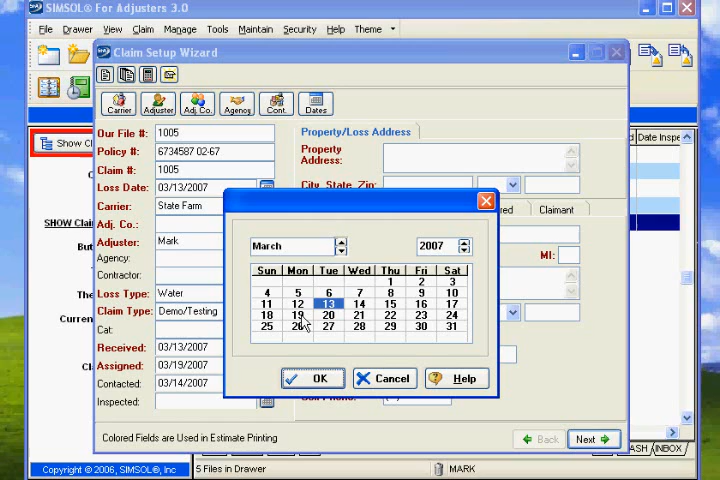 SIMSOL® For Adjusters 3.0
File Drawer View Claim Manage Tools Maintain Security Help Theme
Claim Setup Wizard
Carrier Adjuster Adj. Co. Agency Cont. Dates
Show Cl
SHOW Clai
But
The
Curren
Cl
Our File #: 1005
Policy #: 6734587 02-67
Claim #: 1005
Loss Date: 03/13/2007
Carrier: State Farm
Adj. Co.:
Adjuster: Mark
Agency:
Contractor:
Loss Type: Water
Claim Type: Demo/Testing
Cat:
Received: 03/13/2007
Assigned: 03/19/2007
Contacted: 03/14/2007
Inspected:
Property/Loss Address
Property
Address:
City, State, Zip:
red Claimant
MI:
Date Inspe
March 2007
Sun Mon Tue Wed Thu Fri Sat
1 2 3
4 5 6 7 8 9 10
11 12 13 14 15 16 17
18 19 20 21 22 23 24
25 26 27 28 29 30 31
OK Cancel Help
Colored Fields are Used in Estimate Printing
Back Next
ASH INBOX
Copyright © 2006, SIMSOL®, Inc 5 Files in Drawer MARK